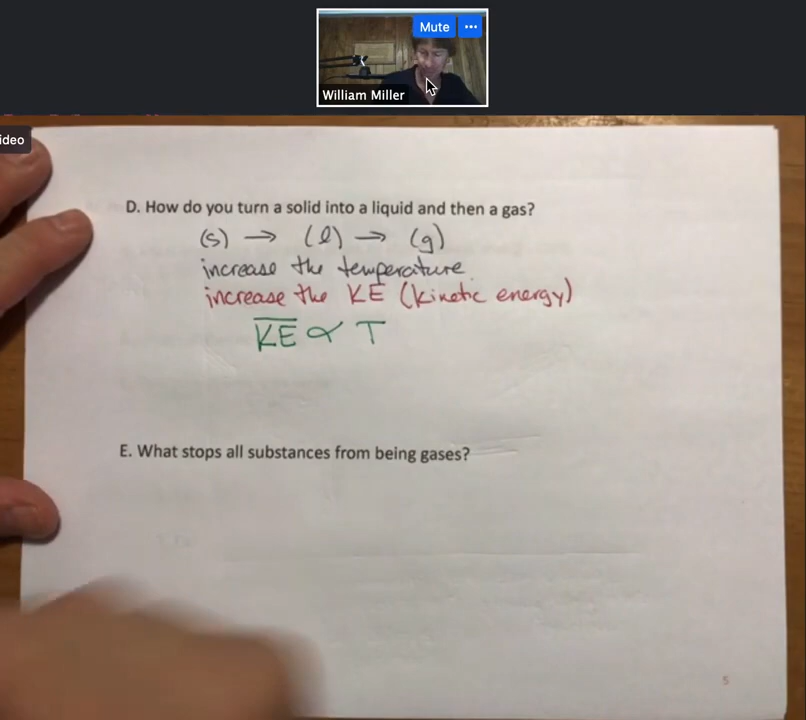 Mute ...
William Miller
ideo
D. How do you turn a solid into a liquid and then a gas?
(s) → (l) → (g)
increase the temperature
increase the KE (kinetic energy)
K̅E̅ ∝ T
E. What stops all substances from being gases?
5